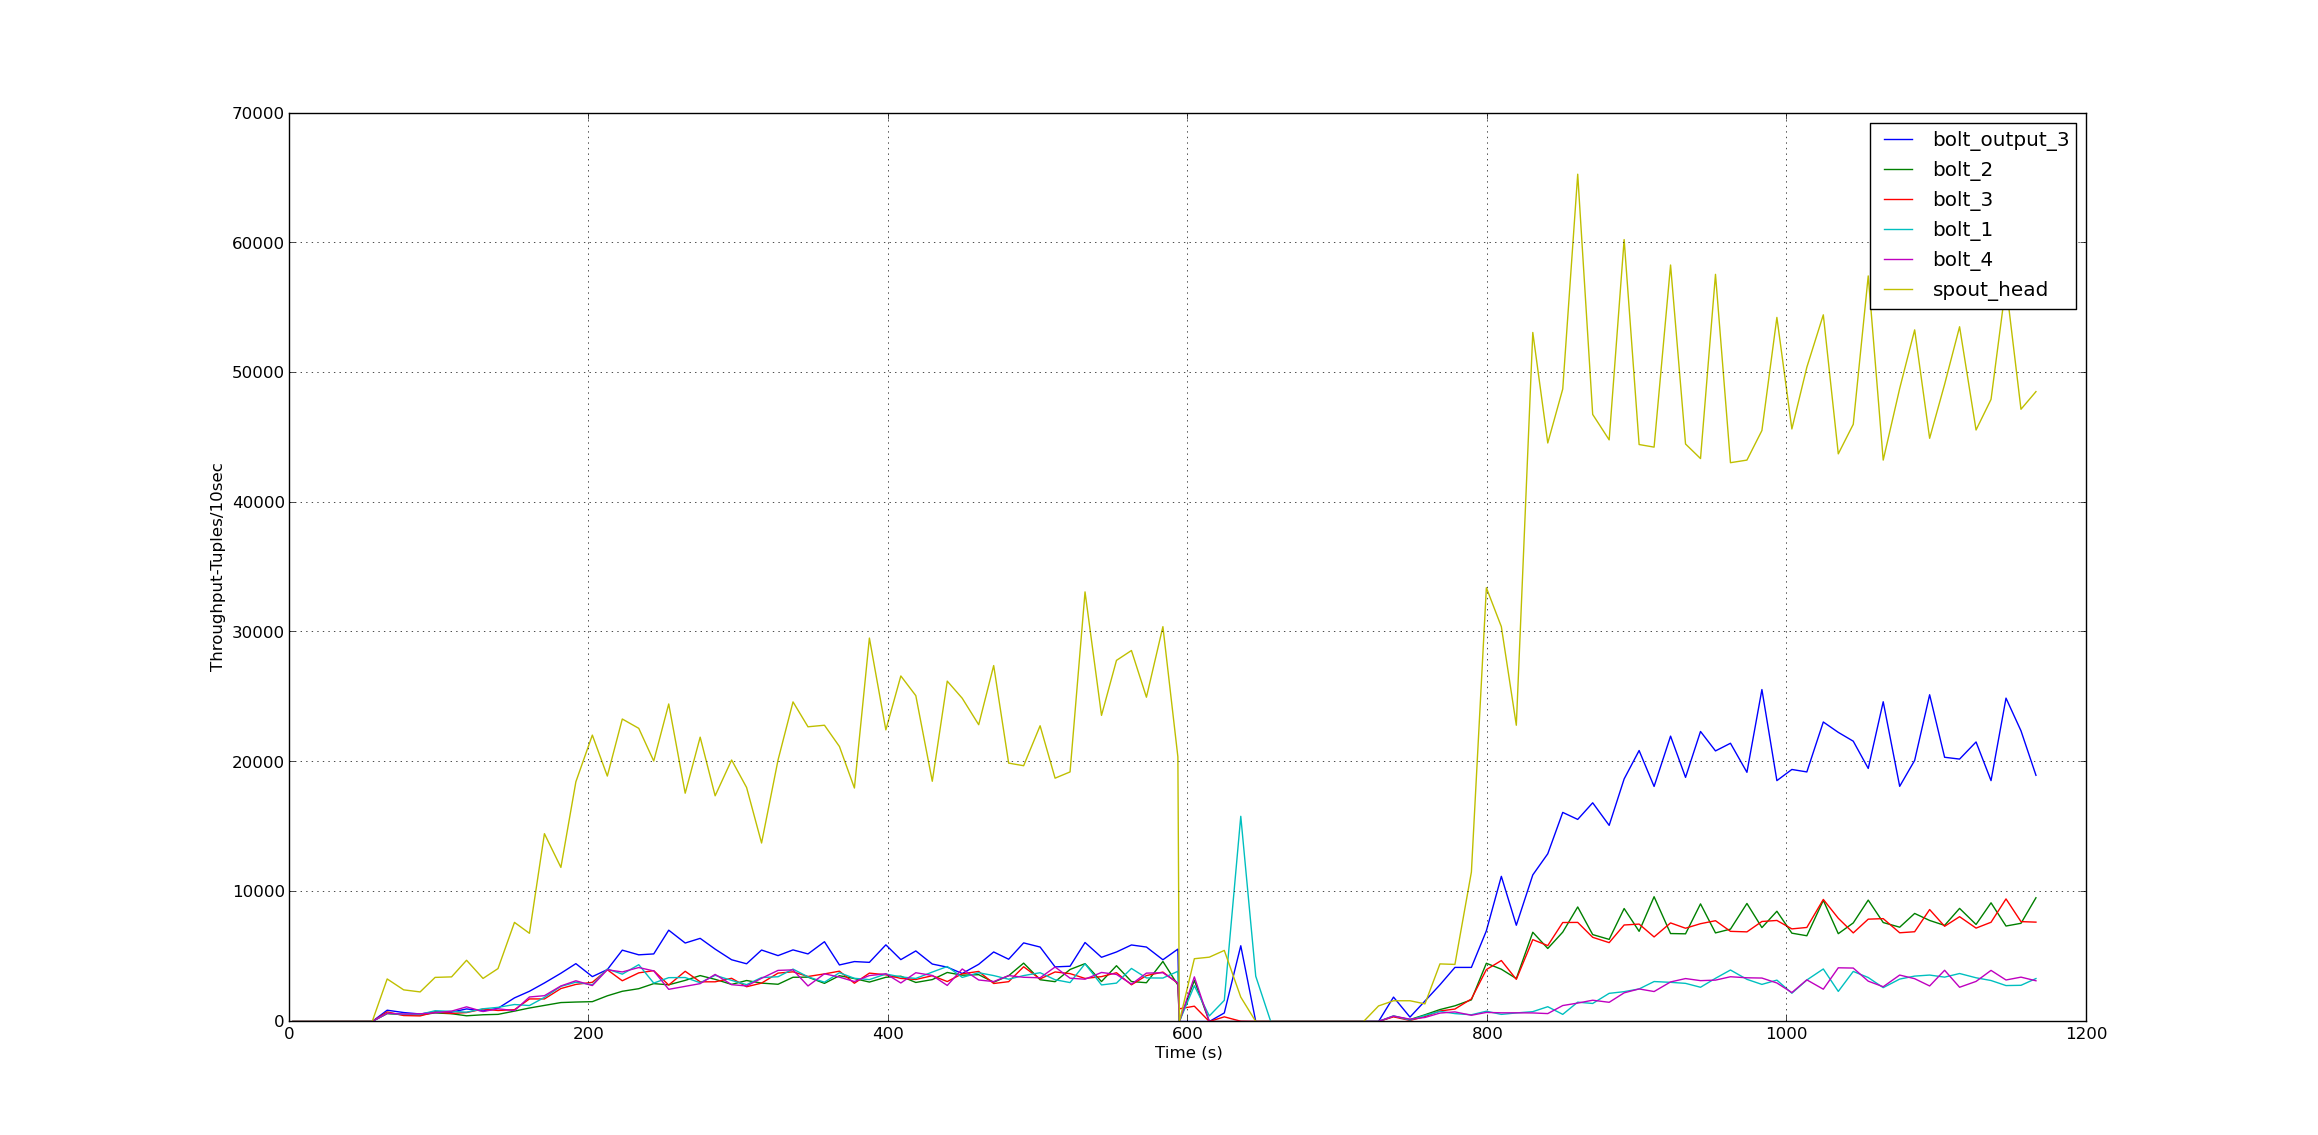 70000
60000
50000
40000
30000
20000
10000
0
Throughput-Tuples/10sec
0 200 400 600 800 1000 1200
Time (s)
bolt_output_3
bolt_2
bolt_3
bolt_1
bolt_4
spout_head